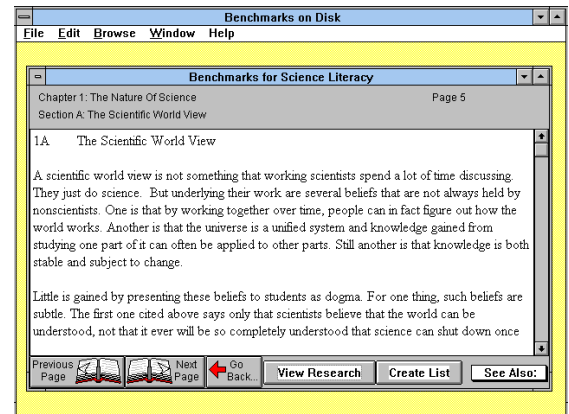 Benchmarks on Disk
File Edit Browse Window Help
Benchmarks for Science Literacy
Chapter 1: The Nature Of Science Page 5
Section A: The Scientific World View
1A The Scientific World View
A scientific world view is not something that working scientists spend a lot of time discussing.
They just do science. But underlying their work are several beliefs that are not always held by
nonscientists. One is that by working together over time, people can in fact figure out how the
world works. Another is that the universe is a unified system and knowledge gained from
studying one part of it can often be applied to other parts. Still another is that knowledge is both
stable and subject to change.
Little is gained by presenting these beliefs to students as dogma. For one thing, such beliefs are
subtle. The first one cited above says only that scientists believe that the world can be
understood, not that it ever will be so completely understood that science can shut down once
Previous Page
Next Page
Go Back...
View Research
Create List
See Also: